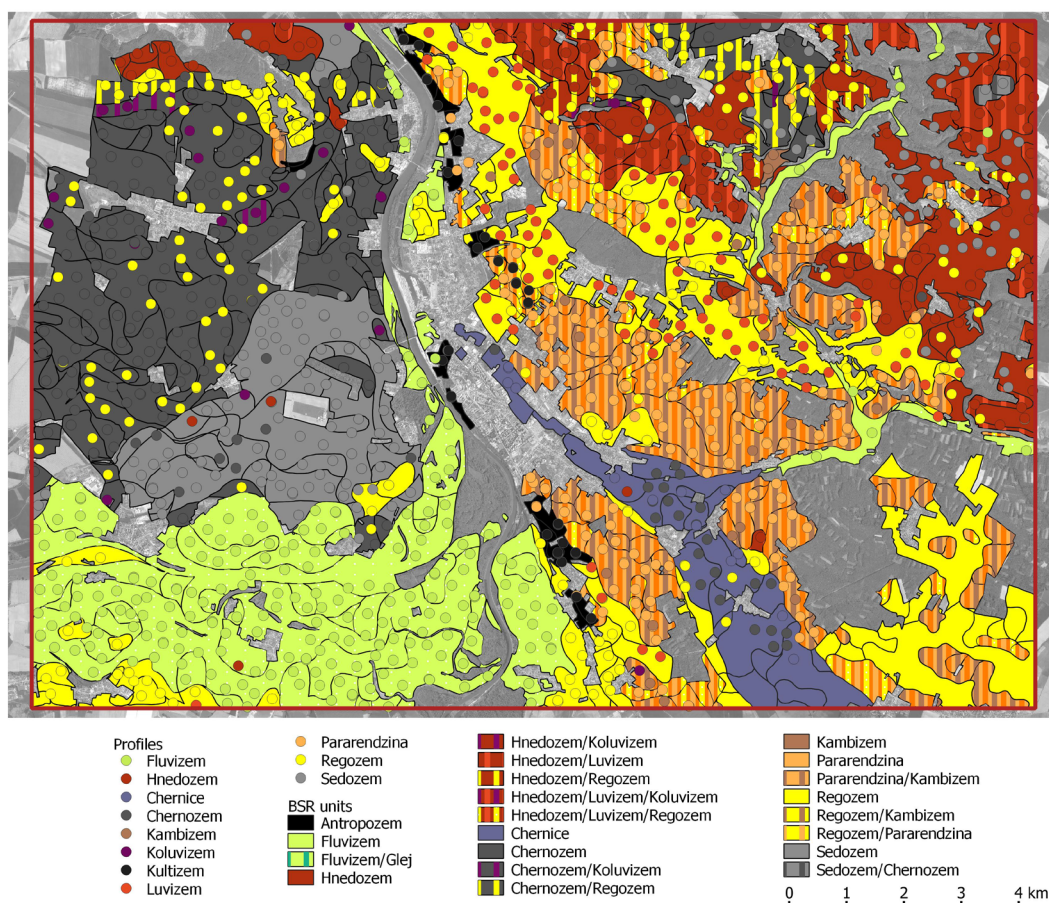 Profiles
Fluvizem
Hnedozem
Chernice
Chernozem
Kambizem
Koluvizem
Kultizem
Luvizem
Pararendzina
Regozem
Sedozem
BSR units
Antropozem
Fluvizem
Fluvizem/Glej
Hnedozem
Hnedozem/Koluvizem
Hnedozem/Luvizem
Hnedozem/Regozem
Hnedozem/Luvizem/Koluvizem
Hnedozem/Luvizem/Regozem
Chernice
Chernozem
Chernozem/Koluvizem
Chernozem/Regozem
Kambizem
Pararendzina
Pararendzina/Kambizem
Regozem
Regozem/Kambizem
Regozem/Pararendzina
Sedozem
Sedozem/Chernozem
0 1 2 3 4 km